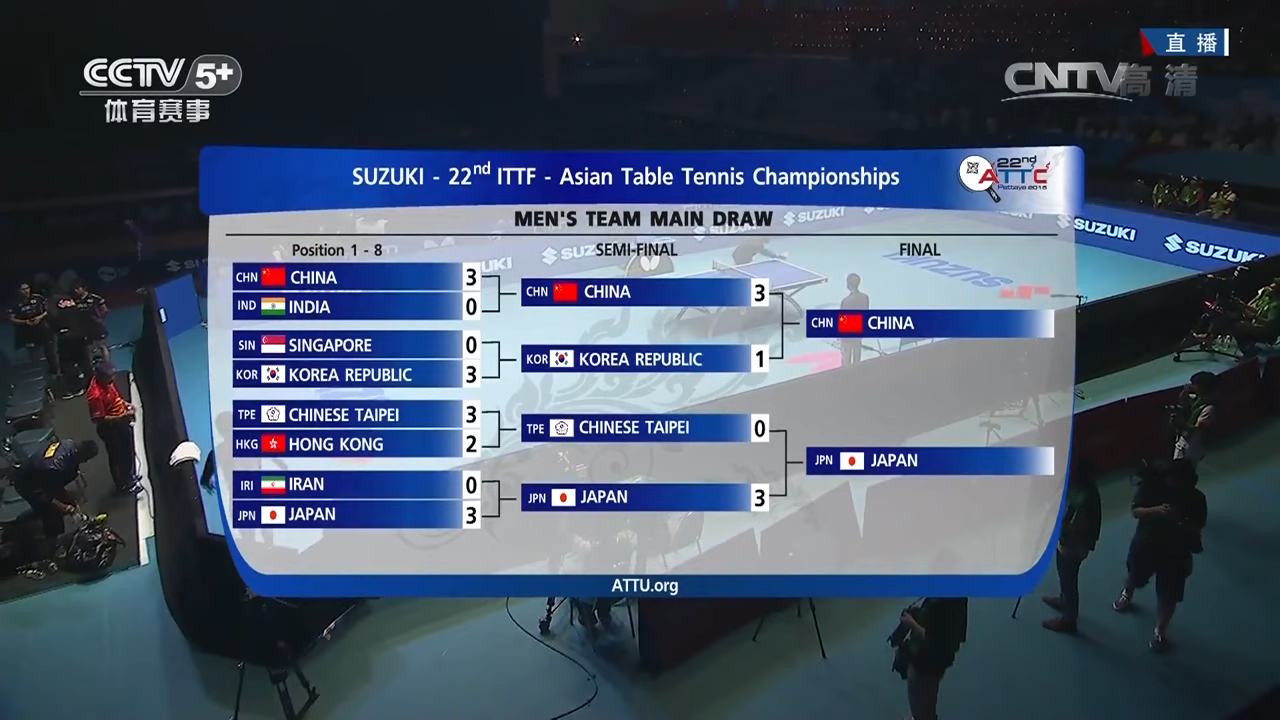 CCTV 5+
体育赛事
直播
CNTV高清
SUZUKI - 22nd ITTF - Asian Table Tennis Championships
22nd
ATTC
Pattaya 2015
MEN'S TEAM MAIN DRAW
Position 1 - 8
SEMI-FINAL
FINAL
CHN CHINA 3
IND INDIA 0
SIN SINGAPORE 0
KOR KOREA REPUBLIC 3
TPE CHINESE TAIPEI 3
HKG HONG KONG 2
IRI IRAN 0
JPN JAPAN 3
CHN CHINA 3
KOR KOREA REPUBLIC 1
TPE CHINESE TAIPEI 0
JPN JAPAN 3
CHN CHINA
JPN JAPAN
ATTU.org
SUZUKI
SUZUKI
SUZUKI
SUZUKI